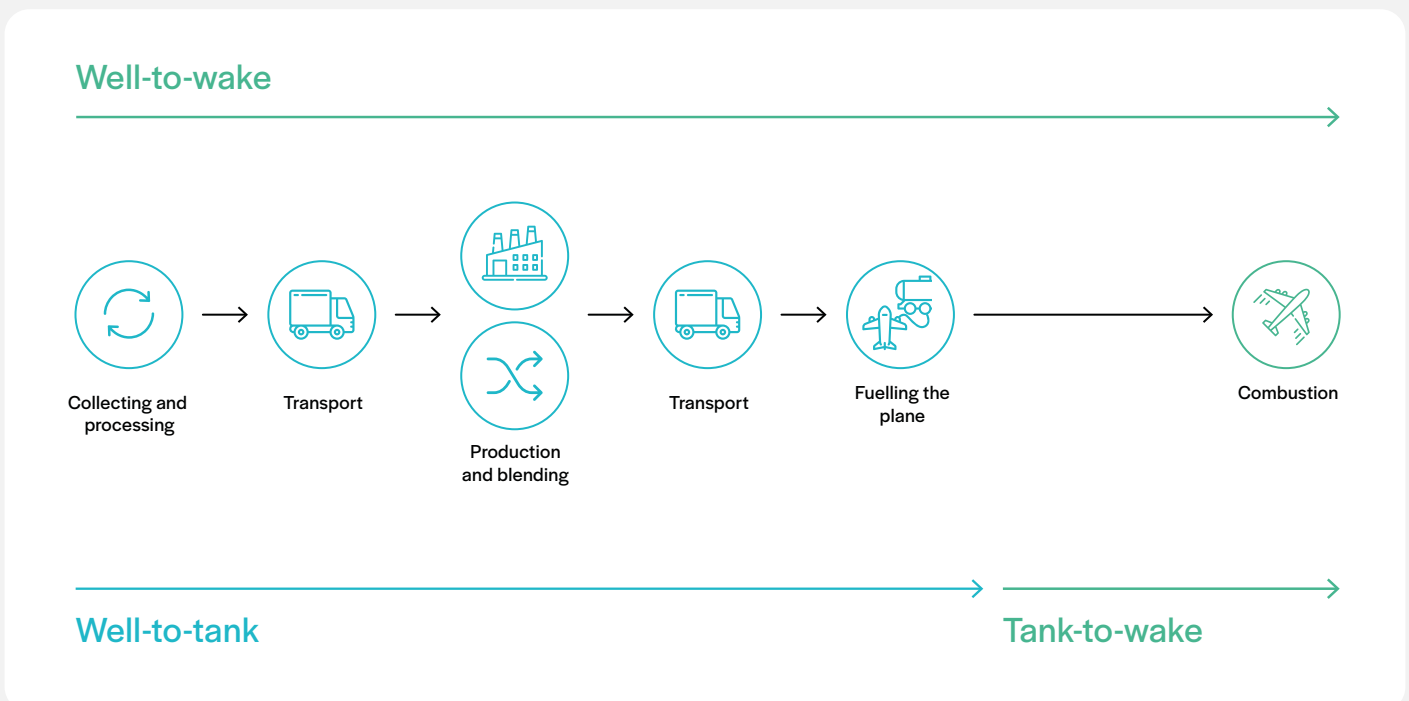 Well-to-wake
Collecting and
processing
Transport
Production
and blending
Transport
Fuelling the
plane
Combustion
Well-to-tank
Tank-to-wake